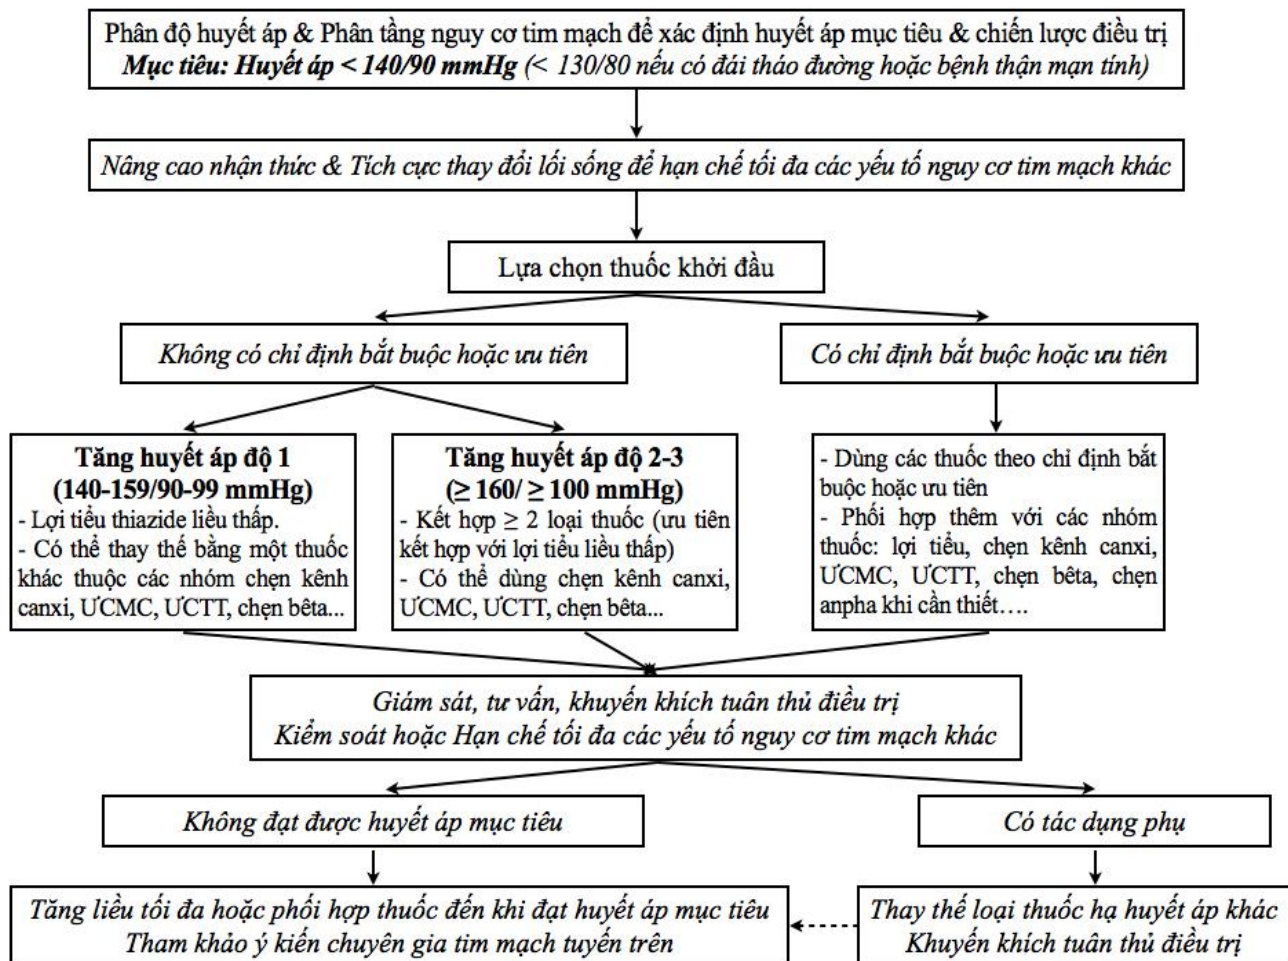 Phân độ huyết áp & Phân tầng nguy cơ tim mạch để xác định huyết áp mục tiêu & chiến lược điều trị
Mục tiêu: Huyết áp < 140/90 mmHg (< 130/80 nếu có đái tháo đường hoặc bệnh thận mạn tính)
Nâng cao nhận thức & Tích cực thay đổi lối sống để hạn chế tối đa các yếu tố nguy cơ tim mạch khác
Lựa chọn thuốc khởi đầu
Không có chỉ định bắt buộc hoặc ưu tiên
Có chỉ định bắt buộc hoặc ưu tiên
Tăng huyết áp độ 1
(140-159/90-99 mmHg)
- Lợi tiểu thiazide liều thấp.
- Có thể thay thế bằng một thuốc
khác thuộc các nhóm chẹn kênh
canxi, ƯCMC, ƯCTT, chẹn bêta...
Tăng huyết áp độ 2-3
(≥ 160/ ≥ 100 mmHg)
- Kết hợp ≥ 2 loại thuốc (ưu tiên
kết hợp với lợi tiểu liều thấp)
- Có thể dùng chẹn kênh canxi,
ƯCMC, ƯCTT, chẹn bêta...
- Dùng các thuốc theo chỉ định bắt
buộc hoặc ưu tiên
- Phối hợp thêm với các nhóm
thuốc: lợi tiểu, chẹn kênh canxi,
ƯCMC, ƯCTT, chẹn bêta, chẹn
anpha khi cần thiết….
Giám sát, tư vấn, khuyến khích tuân thủ điều trị
Kiểm soát hoặc Hạn chế tối đa các yếu tố nguy cơ tim mạch khác
Không đạt được huyết áp mục tiêu
Có tác dụng phụ
Tăng liều tối đa hoặc phối hợp thuốc đến khi đạt huyết áp mục tiêu
Tham khảo ý kiến chuyên gia tim mạch tuyến trên
Thay thế loại thuốc hạ huyết áp khác
Khuyến khích tuân thủ điều trị